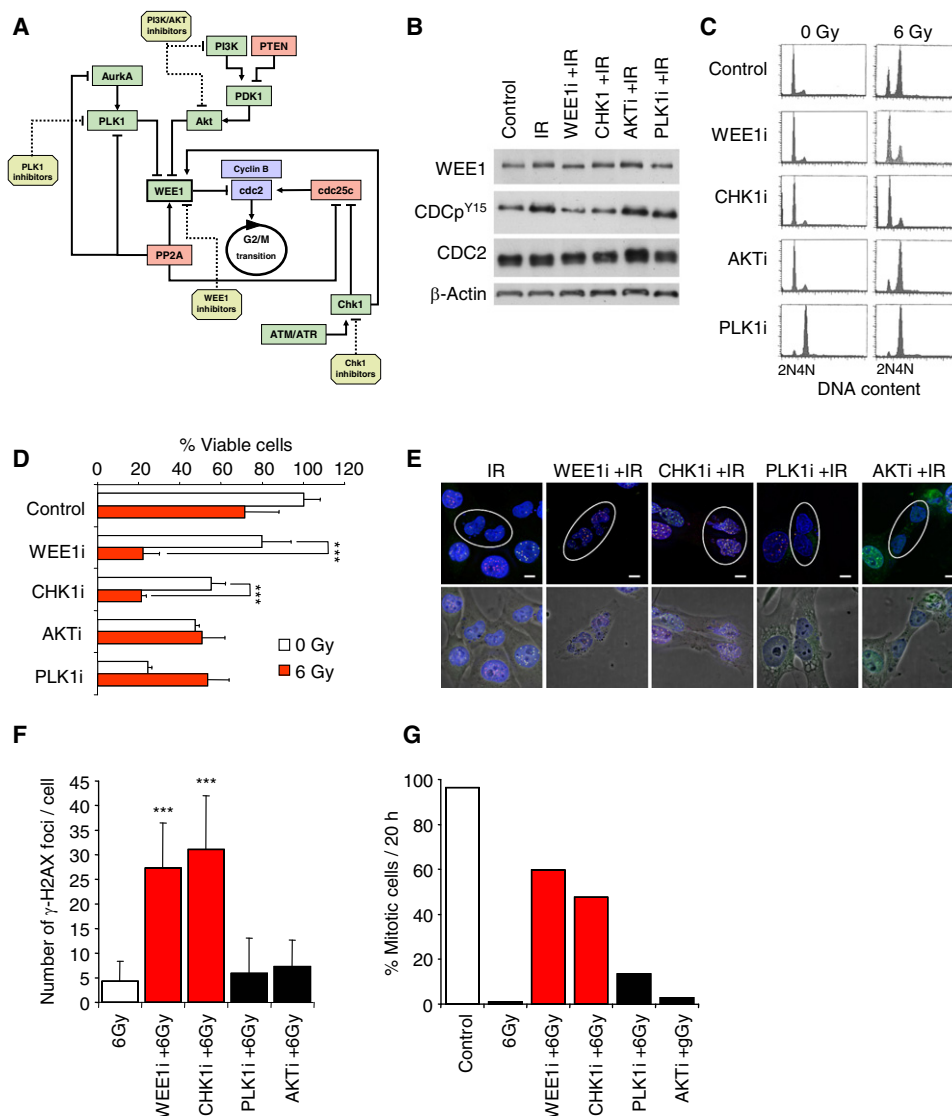 A
PI3K/AKT
inhibitors
PI3K
PTEN
AurkA
PDK1
PLK1
Akt
PLK1
inhibitors
Cyclin B
WEE1
cdc2
cdc25c
G2/M
transition
PP2A
WEE1
inhibitors
Chk1
ATM/ATR
Chk1
inhibitors
B
Control
IR
WEE1i +IR
CHK1 +IR
AKTi +IR
PLK1i +IR
WEE1
CDCpY15
CDC2
β-Actin
C
0 Gy
6 Gy
Control
WEE1i
CHK1i
AKTi
PLK1i
2N4N
2N4N
DNA content
D
% Viable cells
0 20 40 60 80 100 120
Control
WEE1i
***
CHK1i
***
AKTi
PLK1i
0 Gy
6 Gy
E
IR
WEE1i +IR
CHK1i +IR
PLK1i +IR
AKTi +IR
F
Number of γ-H2AX foci / cell
45
40
35
30
25
20
15
10
5
0
***
***
6Gy
WEE1i +6Gy
CHK1i +6Gy
PLK1i +6Gy
AKTi +6Gy
G
% Mitotic cells / 20 h
100
80
60
40
20
0
Control
6Gy
WEE1i +6Gy
CHK1i +6Gy
PLK1i +6Gy
AKTi +gGy